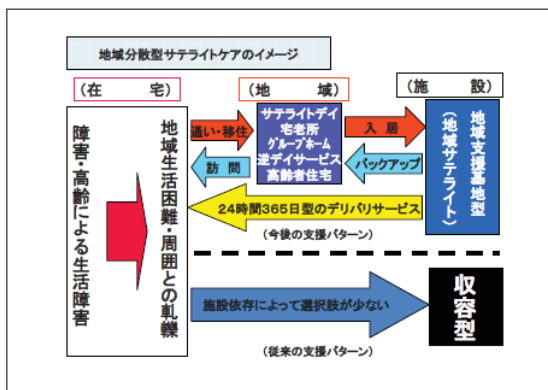 地域分散型サテライトケアのイメージ
(在 宅)
(地 域)
(施 設)
障害・高齢による生活障害
地域生活困難・周囲との軋轢
通い・移住
訪 問
サテライトデイ
宅老所
グループホーム
逆デイサービス
高齢者住宅
入 居
バックアップ
地域支援基地型
(地域サテライト)
24時間365日型のデリバリサービス
(今後の支援パターン)
施設依存によって選択肢が少ない
収容型
(従来の支援パターン)